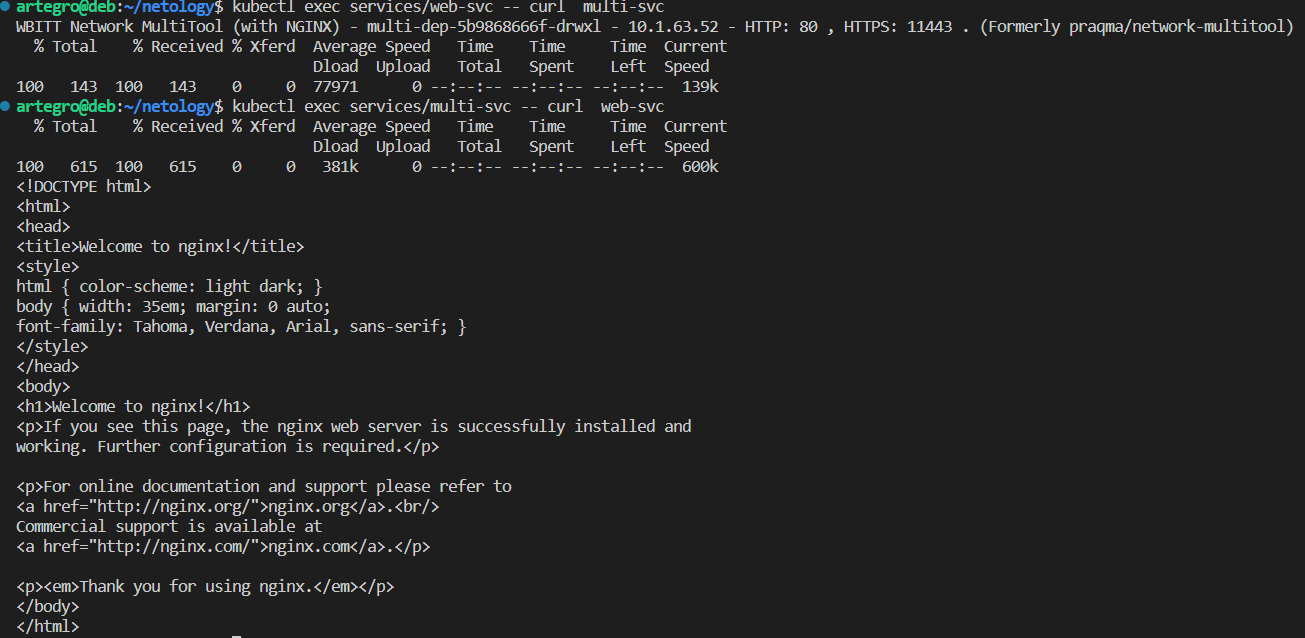 artegro@deb:~/netology$ kubectl exec services/web-svc -- curl  multi-svc
WBITT Network MultiTool (with NGINX) - multi-dep-5b9868666f-drwxl - 10.1.63.52 - HTTP: 80 , HTTPS: 11443 . (Formerly praqma/network-multitool)
  % Total    % Received % Xferd  Average Speed   Time    Time     Time  Current
                                 Dload  Upload   Total   Spent    Left  Speed
100   143  100   143    0     0  77971      0 --:--:-- --:--:-- --:--:--  139k
artegro@deb:~/netology$ kubectl exec services/multi-svc -- curl  web-svc
  % Total    % Received % Xferd  Average Speed   Time    Time     Time  Current
                                 Dload  Upload   Total   Spent    Left  Speed
100   615  100   615    0     0   381k      0 --:--:-- --:--:-- --:--:--  600k
<!DOCTYPE html>
<html>
<head>
<title>Welcome to nginx!</title>
<style>
html { color-scheme: light dark; }
body { width: 35em; margin: 0 auto;
font-family: Tahoma, Verdana, Arial, sans-serif; }
</style>
</head>
<body>
<h1>Welcome to nginx!</h1>
<p>If you see this page, the nginx web server is successfully installed and
working. Further configuration is required.</p>

<p>For online documentation and support please refer to
<a href="http://nginx.org/">nginx.org</a>.<br/>
Commercial support is available at
<a href="http://nginx.com/">nginx.com</a>.</p>

<p><em>Thank you for using nginx.</em></p>
</body>
</html>